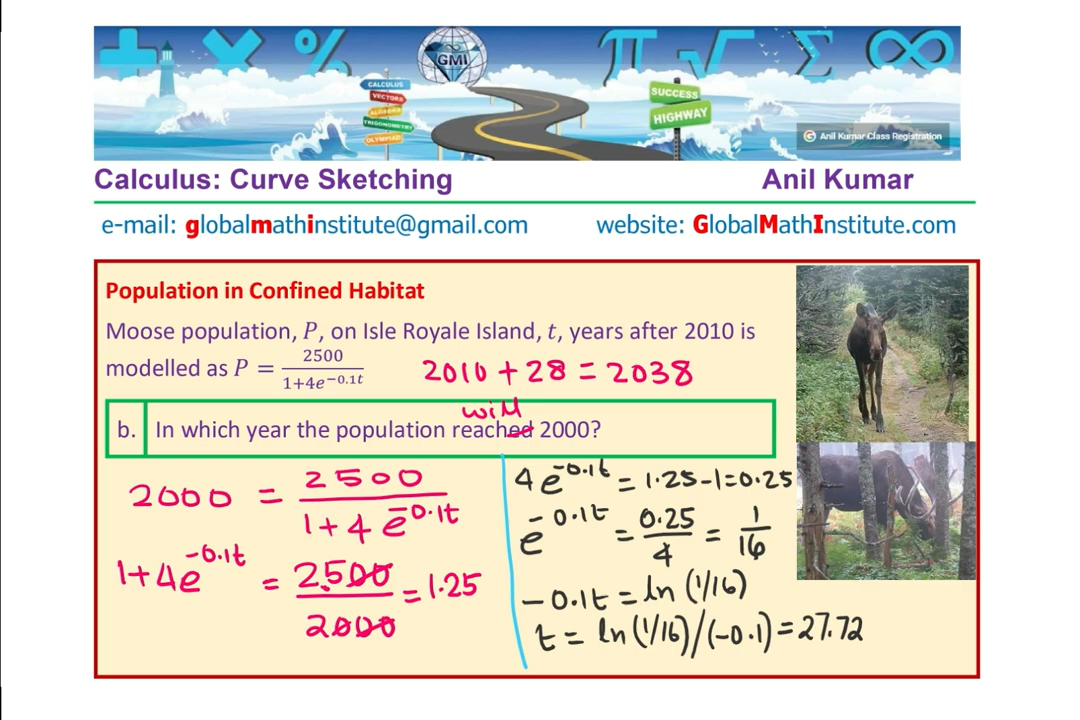 + × % GMI π √ Σ ∞
CALCULUS
VECTORS
ALGEBRA
TRIGONOMETRY
OLYMPIAD
SUCCESS
HIGHWAY
G Anil Kumar Class Registration
Calculus: Curve Sketching Anil Kumar
e-mail: globalmathinstitute@gmail.com website: GlobalMathInstitute.com
Population in Confined Habitat
Moose population, P, on Isle Royale Island, t, years after 2010 is
modelled as P = 2500/(1+4e^(−0.1t)) 2010 + 28 = 2038
will
b. In which year the population reached 2000?
2000 = 2500/(1+4e^(-0.1t))
1+4e^(-0.1t) = 2500/2000 = 1.25
4e^(-0.1t) = 1.25-1=0.25
e^(-0.1t) = 0.25/4 = 1/16
-0.1t = ln(1/16)
t = ln(1/16)/(-0.1) = 27.72